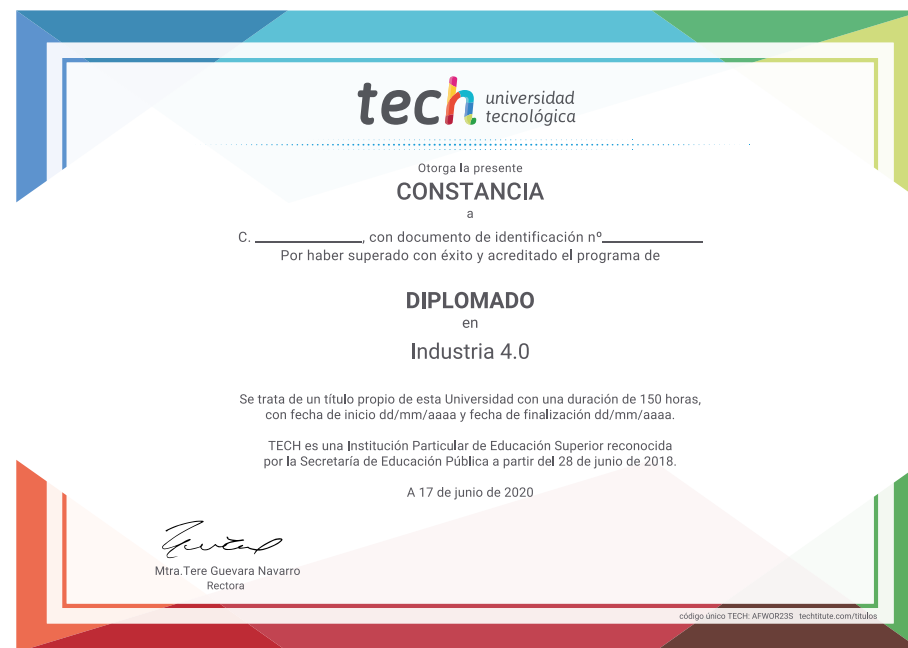 tech universidad
tecnológica
Otorga la presente
CONSTANCIA
a
C. , con documento de identificación nº
Por haber superado con éxito y acreditado el programa de
DIPLOMADO
en
Industria 4.0
Se trata de un título propio de esta Universidad con una duración de 150 horas,
con fecha de inicio dd/mm/aaaa y fecha de finalización dd/mm/aaaa.
TECH es una Institución Particular de Educación Superior reconocida
por la Secretaría de Educación Pública a partir del 28 de junio de 2018.
A 17 de junio de 2020
Mtra.Tere Guevara Navarro
Rectora
código único TECH: AFWOR23S techtitute.com/titulos